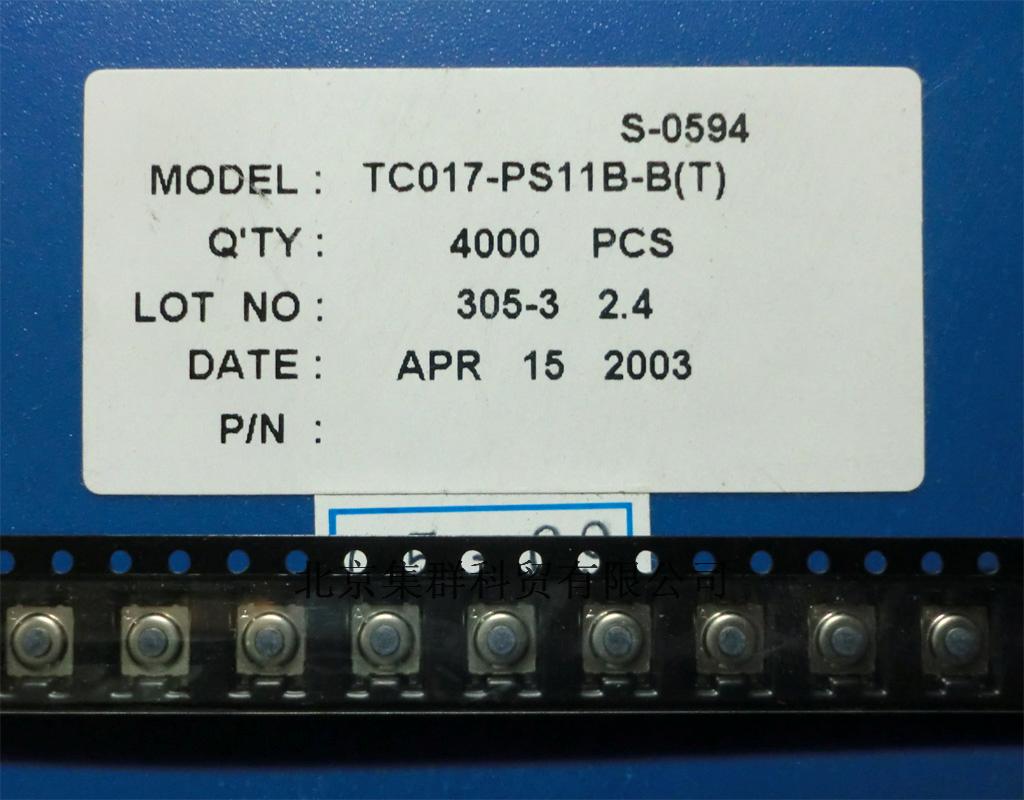 S-0594
MODEL : TC017-PS11B-B(T)
Q'TY : 4000 PCS
LOT NO : 305-3 2.4
DATE : APR 15 2003
P/N :
北京集群科贸有限公司